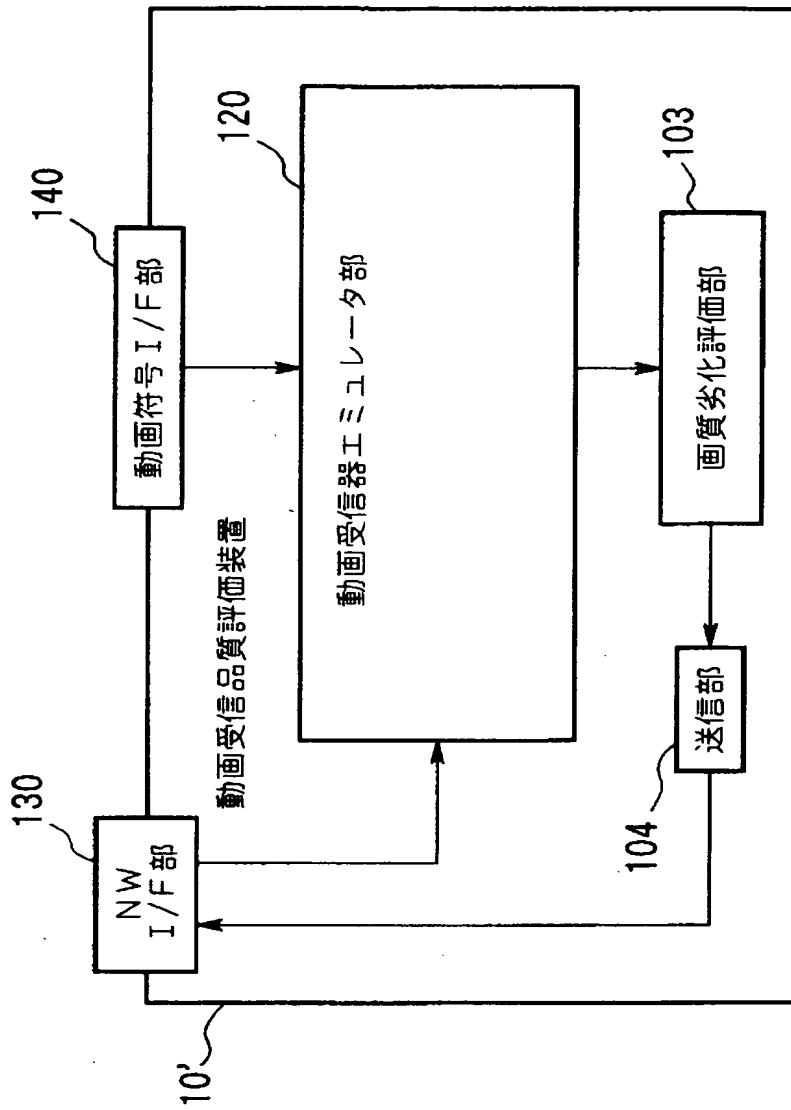 130
NW
I/F部
140
動画符号I/F部
10'
動画受信品質評価装置
120
動画受信器エミュレータ部
104
送信部
103
画質劣化評価部